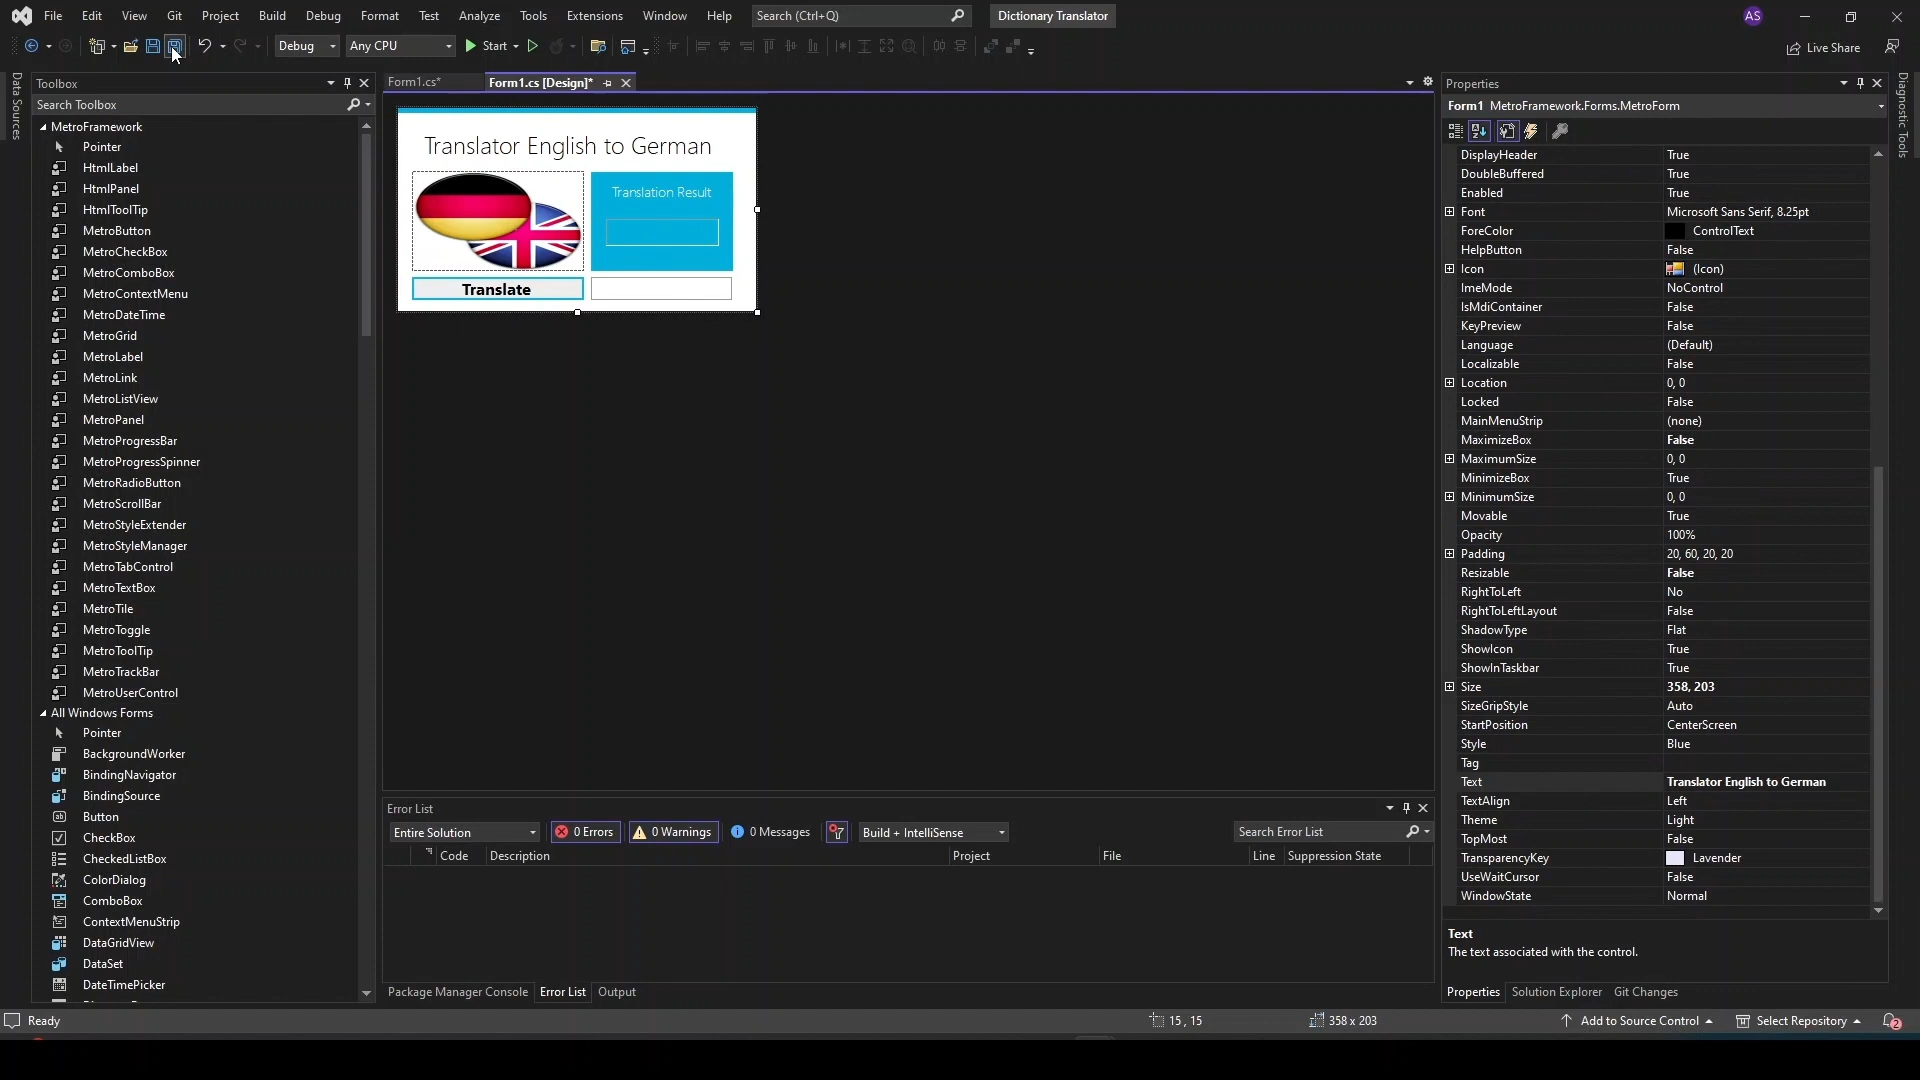 File Edit View Git Project Build Debug Format Test Analyze Tools Extensions Window Help Search (Ctrl+Q) Dictionary Translator AS
Debug Any CPU Start Live Share
Data Sources
Toolbox
Search Toolbox
MetroFramework
Pointer
HtmlLabel
HtmlPanel
HtmlToolTip
MetroButton
MetroCheckBox
MetroComboBox
MetroContextMenu
MetroDateTime
MetroGrid
MetroLabel
MetroLink
MetroListView
MetroPanel
MetroProgressBar
MetroProgressSpinner
MetroRadioButton
MetroScrollBar
MetroStyleExtender
MetroStyleManager
MetroTabControl
MetroTextBox
MetroTile
MetroToggle
MetroToolTip
MetroTrackBar
MetroUserControl
All Windows Forms
Pointer
BackgroundWorker
BindingNavigator
BindingSource
Button
CheckBox
CheckedListBox
ColorDialog
ComboBox
ContextMenuStrip
DataGridView
DataSet
DateTimePicker
Form1.cs* Form1.cs [Design]*
Translator English to German
Translation Result
Translate
Error List
Entire Solution 0 Errors 0 Warnings 0 Messages Build + IntelliSense Search Error List
Code Description Project File Line Suppression State
Package Manager Console Error List Output
Properties
Form1 MetroFramework.Forms.MetroForm
DisplayHeader True
DoubleBuffered True
Enabled True
Font Microsoft Sans Serif, 8.25pt
ForeColor ControlText
HelpButton False
Icon (Icon)
ImeMode NoControl
IsMdiContainer False
KeyPreview False
Language (Default)
Localizable False
Location 0, 0
Locked False
MainMenuStrip (none)
MaximizeBox False
MaximumSize 0, 0
MinimizeBox True
MinimumSize 0, 0
Movable True
Opacity 100%
Padding 20, 60, 20, 20
Resizable False
RightToLeft No
RightToLeftLayout False
ShadowType Flat
ShowIcon True
ShowInTaskbar True
Size 358, 203
SizeGripStyle Auto
StartPosition CenterScreen
Style Blue
Tag
Text Translator English to German
TextAlign Left
Theme Light
TopMost False
TransparencyKey Lavender
UseWaitCursor False
WindowState Normal
Text
The text associated with the control.
Properties Solution Explorer Git Changes
Diagnostic Tools
Ready 15 , 15 358 x 203 Add to Source Control Select Repository 2